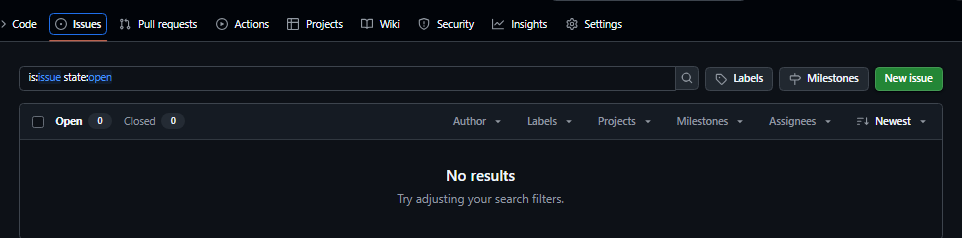 Code Issues Pull requests Actions Projects Wiki Security Insights Settings
is:issue state:open Labels Milestones New issue
Open 0 Closed 0 Author Labels Projects Milestones Assignees Newest
No results
Try adjusting your search filters.